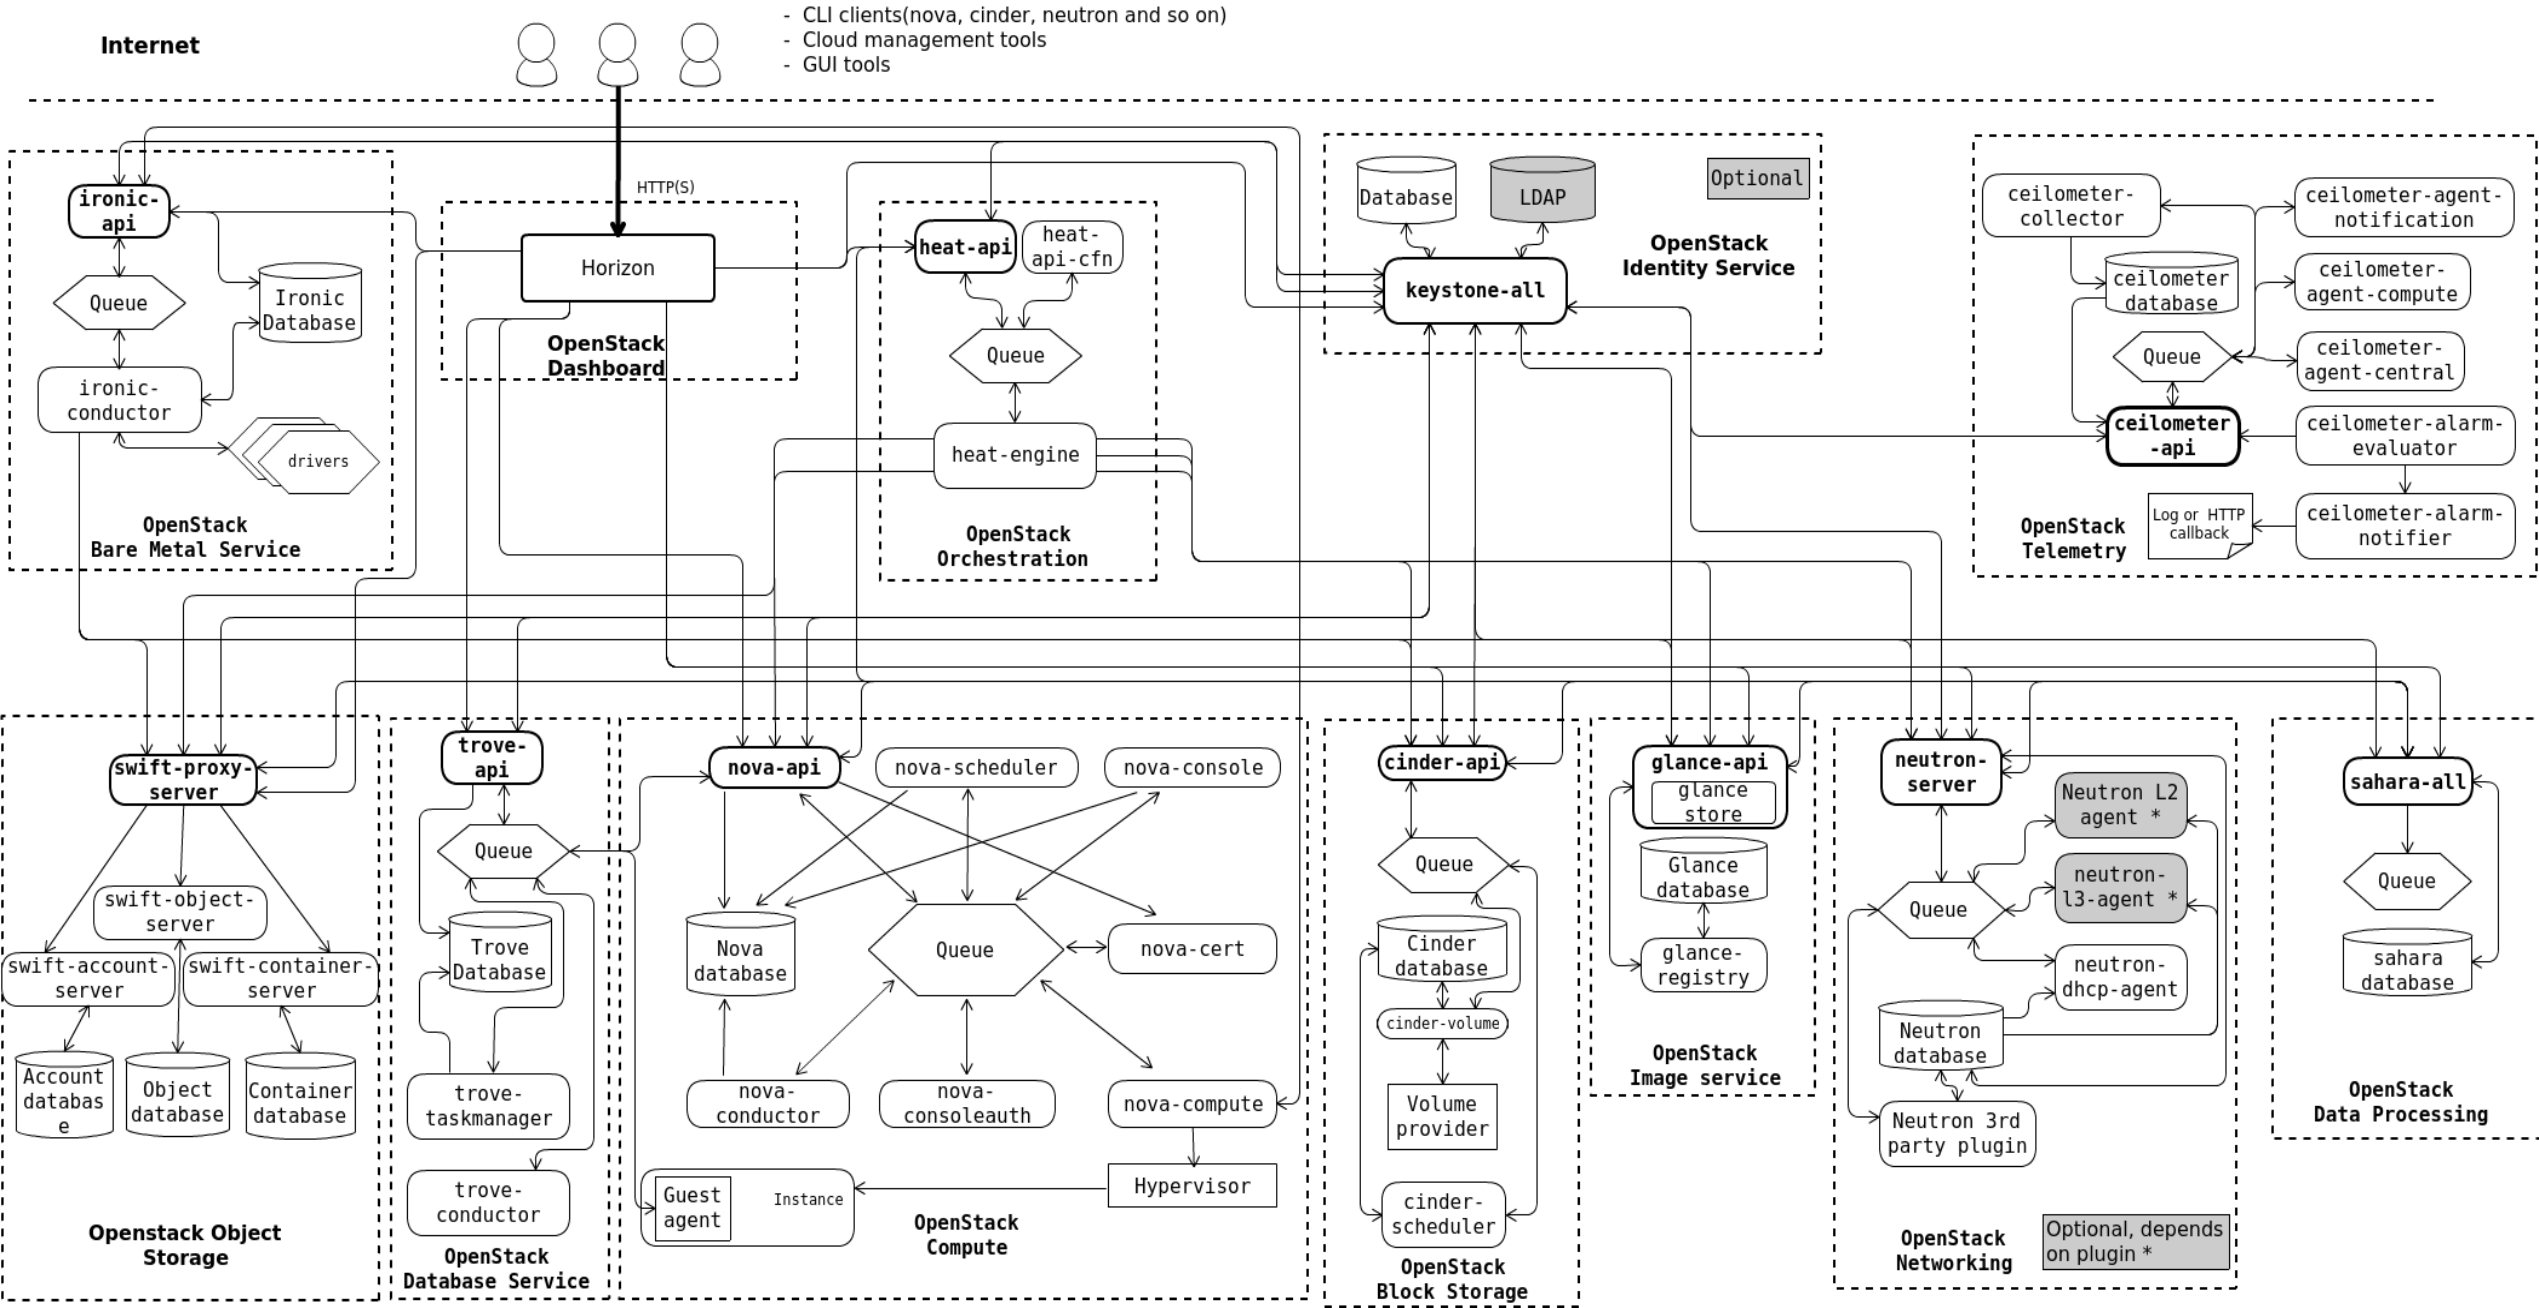 Internet
- CLI clients(nova, cinder, neutron and so on)
- Cloud management tools
- GUI tools
HTTP(S)
ironic-
api
Queue
Ironic
Database
ironic-
conductor
drivers
OpenStack
Bare Metal Service
Horizon
OpenStack
Dashboard
heat-api
heat-
api-cfn
Queue
heat-engine
OpenStack
Orchestration
Database
LDAP
Optional
OpenStack
Identity Service
keystone-all
ceilometer-
collector
ceilometer-agent-
notification
ceilometer
database
ceilometer-
agent-compute
Queue
ceilometer-
agent-central
ceilometer
-api
ceilometer-alarm-
evaluator
OpenStack
Telemetry
Log or HTTP
callback
ceilometer-alarm-
notifier
swift-proxy-
server
swift-object-
server
swift-account-
server
swift-container-
server
Account
databas
e
Object
database
Container
database
Openstack Object
Storage
trove-
api
Queue
Trove
Database
trove-
taskmanager
trove-
conductor
OpenStack
Database Service
nova-api
nova-scheduler
nova-console
Nova
database
Queue
nova-cert
nova-
conductor
nova-
consoleauth
nova-compute
Guest
agent
Instance
Hypervisor
OpenStack
Compute
cinder-api
Queue
Cinder
database
cinder-volume
Volume
provider
cinder-
scheduler
OpenStack
Block Storage
glance-api
glance
store
Glance
database
glance-
registry
OpenStack
Image service
neutron-
server
Neutron L2
agent *
neutron-
l3-agent *
Queue
neutron-
dhcp-agent
Neutron
database
Neutron 3rd
party plugin
OpenStack
Networking
Optional, depends
on plugin *
sahara-all
Queue
sahara
database
OpenStack
Data Processing